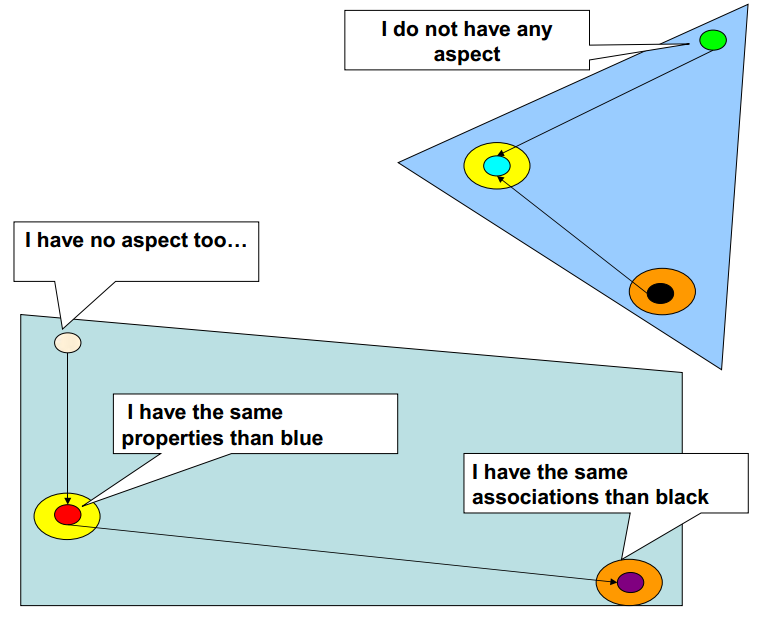 I do not have any
aspect
I have no aspect too…
I have the same
properties than blue
I have the same
associations than black